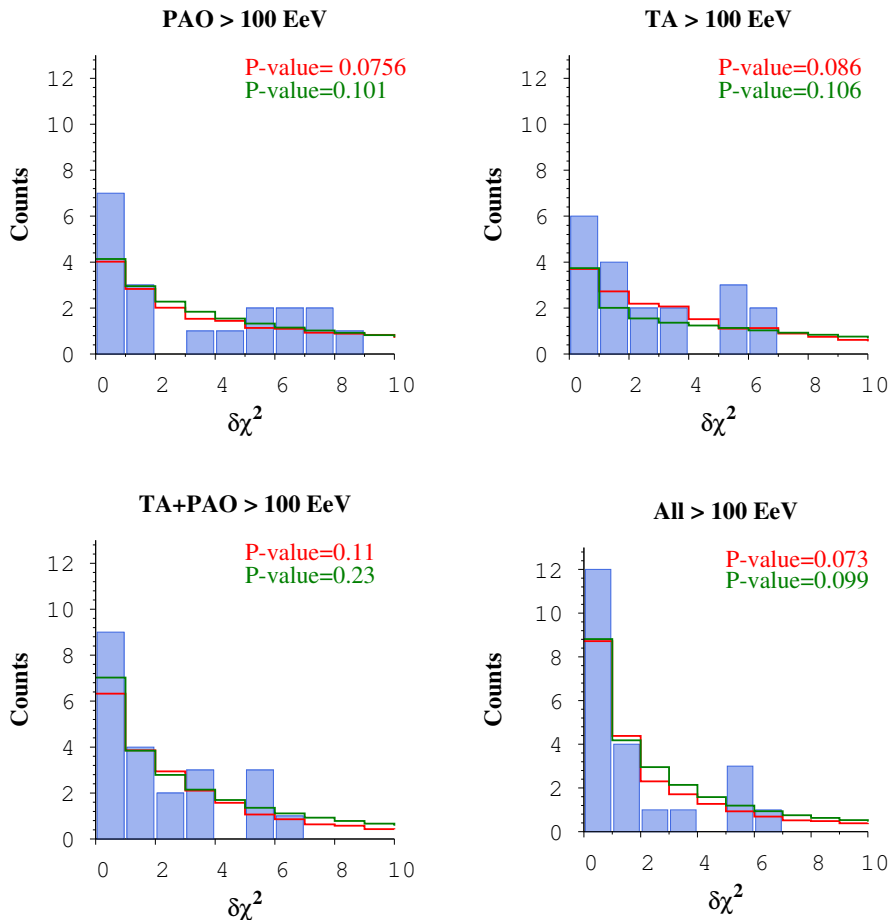 PAO > 100 EeV
P-value= 0.0756
P-value=0.101
12
10
8
6
4
2
0
Counts
0 2 4 6 8 10
δχ²
TA > 100 EeV
P-value=0.086
P-value=0.106
12
10
8
6
4
2
0
Counts
0 2 4 6 8 10
δχ²
TA+PAO > 100 EeV
P-value=0.11
P-value=0.23
12
10
8
6
4
2
0
Counts
0 2 4 6 8 10
δχ²
All > 100 EeV
P-value=0.073
P-value=0.099
12
10
8
6
4
2
0
Counts
0 2 4 6 8 10
δχ²